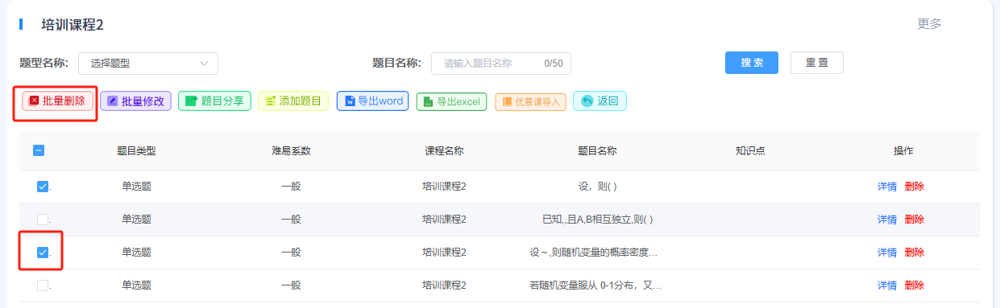 培训课程2 更多
题型名称: 选择题型 题目名称: 请输入题目名称 0/50 搜 索 重 置
批量删除 批量修改 题目分享 添加题目 导出word 导出excel 优慕课导入 返回
题目类型 难易系数 课程名称 题目名称 知识点 操作
. 单选题 一般 培训课程2 设，则( ) 详情 删除
. 单选题 一般 培训课程2 已知,,且A,B相互独立,则( ) 详情 删除
. 单选题 一般 培训课程2 设～,则随机变量的概率密度... 详情 删除
. 单选题 一般 培训课程2 若随机变量服从 0-1分布，又... 详情 删除